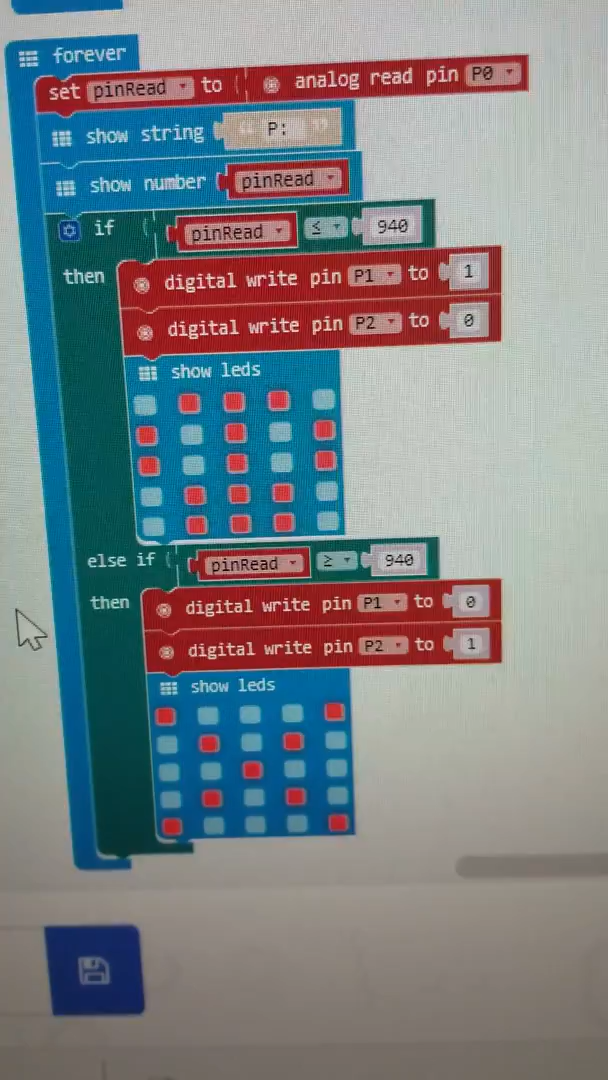 forever
set pinRead to analog read pin P0
show string " P: "
show number pinRead
if pinRead ≤ 940
then digital write pin P1 to 1
digital write pin P2 to 0
show leds
else if pinRead ≥ 940
then digital write pin P1 to 0
digital write pin P2 to 1
show leds